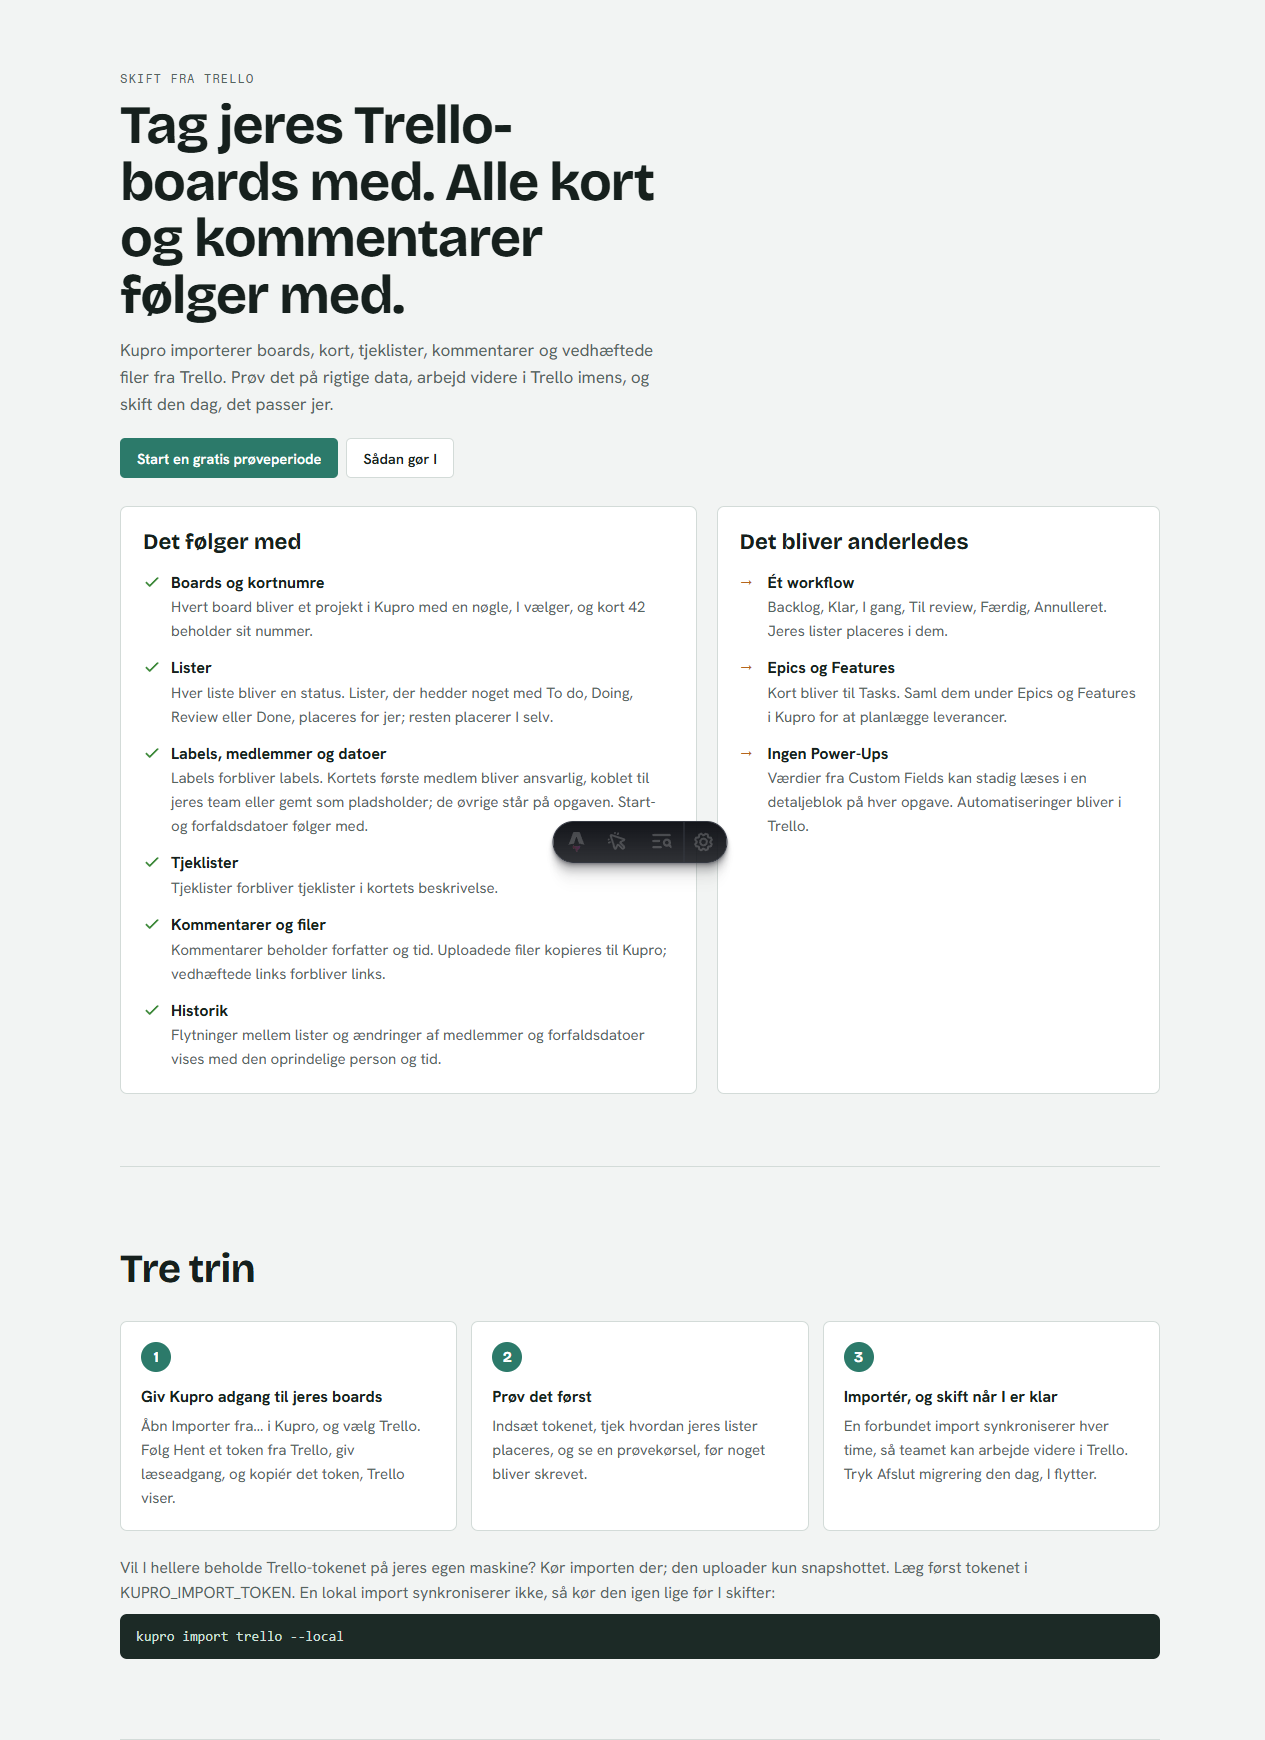 SKIFT FRA TRELLO
Tag jeres Trello-
boards med. Alle kort
og kommentarer
følger med.
Kupro importerer boards, kort, tjeklister, kommentarer og vedhæftede
filer fra Trello. Prøv det på rigtige data, arbejd videre i Trello imens, og
skift den dag, det passer jer.
Start en gratis prøveperiode
Sådan gør I
Det følger med
Boards og kortnumre
Hvert board bliver et projekt i Kupro med en nøgle, I vælger, og kort 42
beholder sit nummer.
Lister
Hver liste bliver en status. Lister, der hedder noget med To do, Doing,
Review eller Done, placeres for jer; resten placerer I selv.
Labels, medlemmer og datoer
Labels forbliver labels. Kortets første medlem bliver ansvarlig, koblet til
jeres team eller gemt som pladsholder; de øvrige står på opgaven. Start-
og forfaldsdatoer følger med.
Tjeklister
Tjeklister forbliver tjeklister i kortets beskrivelse.
Kommentarer og filer
Kommentarer beholder forfatter og tid. Uploadede filer kopieres til Kupro;
vedhæftede links forbliver links.
Historik
Flytninger mellem lister og ændringer af medlemmer og forfaldsdatoer
vises med den oprindelige person og tid.
Det bliver anderledes
→ Ét workflow
Backlog, Klar, I gang, Til review, Færdig, Annulleret.
Jeres lister placeres i dem.
→ Epics og Features
Kort bliver til Tasks. Saml dem under Epics og Features
i Kupro for at planlægge leverancer.
→ Ingen Power-Ups
Værdier fra Custom Fields kan stadig læses i en
detaljeblok på hver opgave. Automatiseringer bliver i
Trello.
Tre trin
1
Giv Kupro adgang til jeres boards
Åbn Importer fra… i Kupro, og vælg Trello.
Følg Hent et token fra Trello, giv
læseadgang, og kopiér det token, Trello
viser.
2
Prøv det først
Indsæt tokenet, tjek hvordan jeres lister
placeres, og se en prøvekørsel, før noget
bliver skrevet.
3
Importér, og skift når I er klar
En forbundet import synkroniserer hver
time, så teamet kan arbejde videre i Trello.
Tryk Afslut migrering den dag, I flytter.
Vil I hellere beholde Trello-tokenet på jeres egen maskine? Kør importen der; den uploader kun snapshottet. Læg først tokenet i
KUPRO_IMPORT_TOKEN. En lokal import synkroniserer ikke, så kør den igen lige før I skifter:
kupro import trello --local